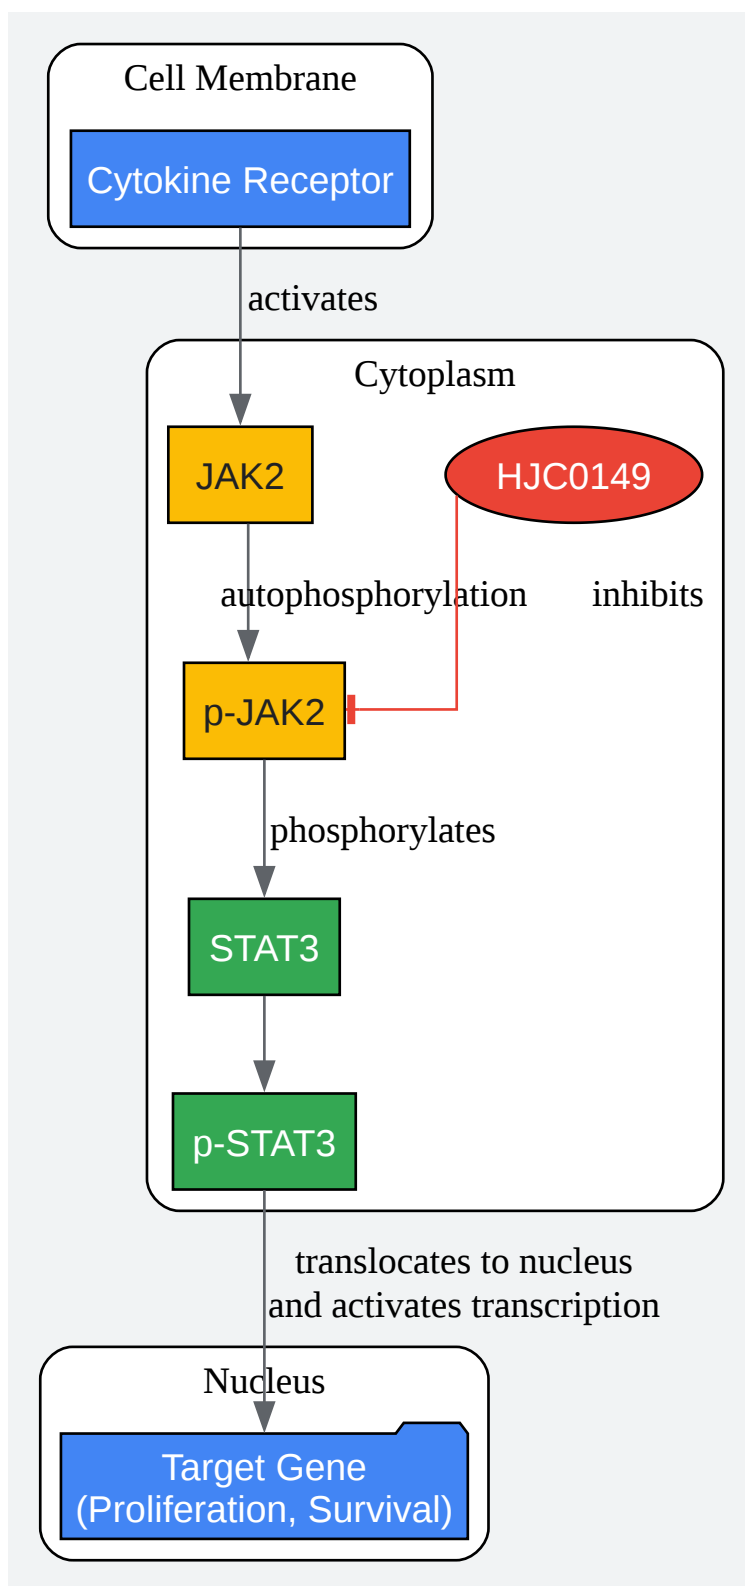 Cell Membrane
Cytokine Receptor
activates
Cytoplasm
JAK2
HJC0149
autophosphorylation
inhibits
p-JAK2
phosphorylates
STAT3
p-STAT3
translocates to nucleus
and activates transcription
Nucleus
Target Gene
(Proliferation, Survival)